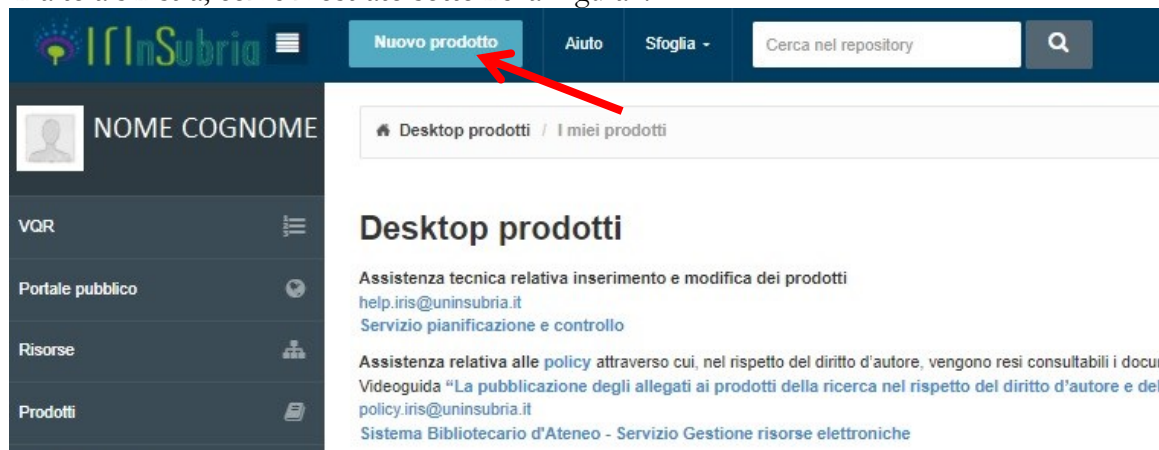 IrInSubria
Nuovo prodotto
Aiuto
Sfoglia
Cerca nel repository
NOME COGNOME
Desktop prodotti / I miei prodotti
VQR
Portale pubblico
Risorse
Prodotti
Desktop prodotti
Assistenza tecnica relativa inserimento e modifica dei prodotti
help.iris@uninsubria.it
Servizio pianificazione e controllo
Assistenza relativa alle policy attraverso cui, nel rispetto del diritto d'autore, vengono resi consultabili i docu
Videoguida “La pubblicazione degli allegati ai prodotti della ricerca nel rispetto del diritto d'autore e del
policy.iris@uninsubria.it
Sistema Bibliotecario d'Ateneo - Servizio Gestione risorse elettroniche